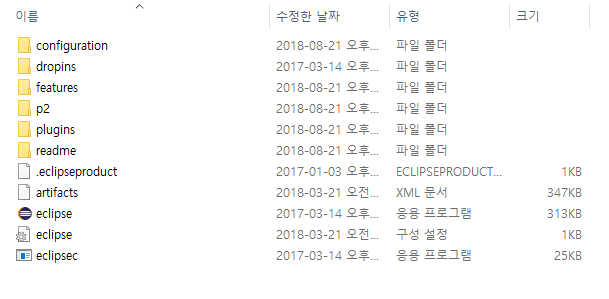 이름 수정한 날짜 유형 크기
configuration 2018-08-21 오후... 파일 폴더
dropins 2017-03-14 오후... 파일 폴더
features 2018-08-21 오후... 파일 폴더
p2 2018-08-21 오후... 파일 폴더
plugins 2018-08-21 오후... 파일 폴더
readme 2018-08-21 오후... 파일 폴더
.eclipseproduct 2017-01-03 오후... ECLIPSEPRODUCT... 1KB
artifacts 2018-03-21 오전... XML 문서 347KB
eclipse 2017-03-14 오후... 응용 프로그램 313KB
eclipse 2018-03-21 오전... 구성 설정 1KB
eclipsec 2017-03-14 오후... 응용 프로그램 25KB